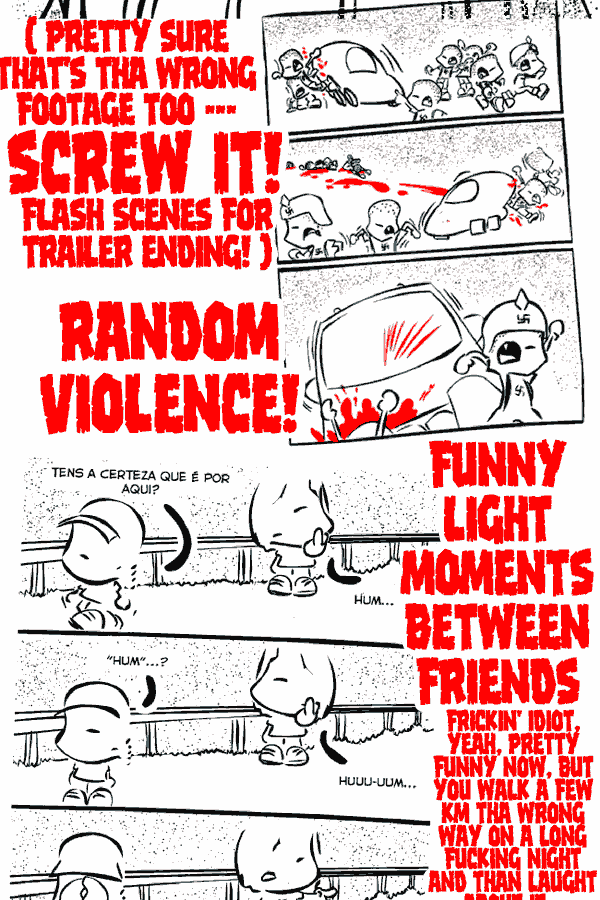 ( PRETTY SURE
THAT'S THA WRONG
FOOTAGE TOO ---
SCREW IT!
FLASH SCENES FOR
TRAILER ENDING! )
RANDOM
VIOLENCE!
FUNNY
LIGHT
MOMENTS
BETWEEN
FRIENDS
FRICKIN' IDIOT,
YEAH, PRETTY
FUNNY NOW, BUT
YOU WALK A FEW
KM THA WRONG
WAY ON A LONG
FUCKING NIGHT
AND THAN LAUGHT
ABOUT IT
TENS A CERTEZA QUE É POR
AQUI?
HUM...
"HUM"...?
HUUU-UUM...